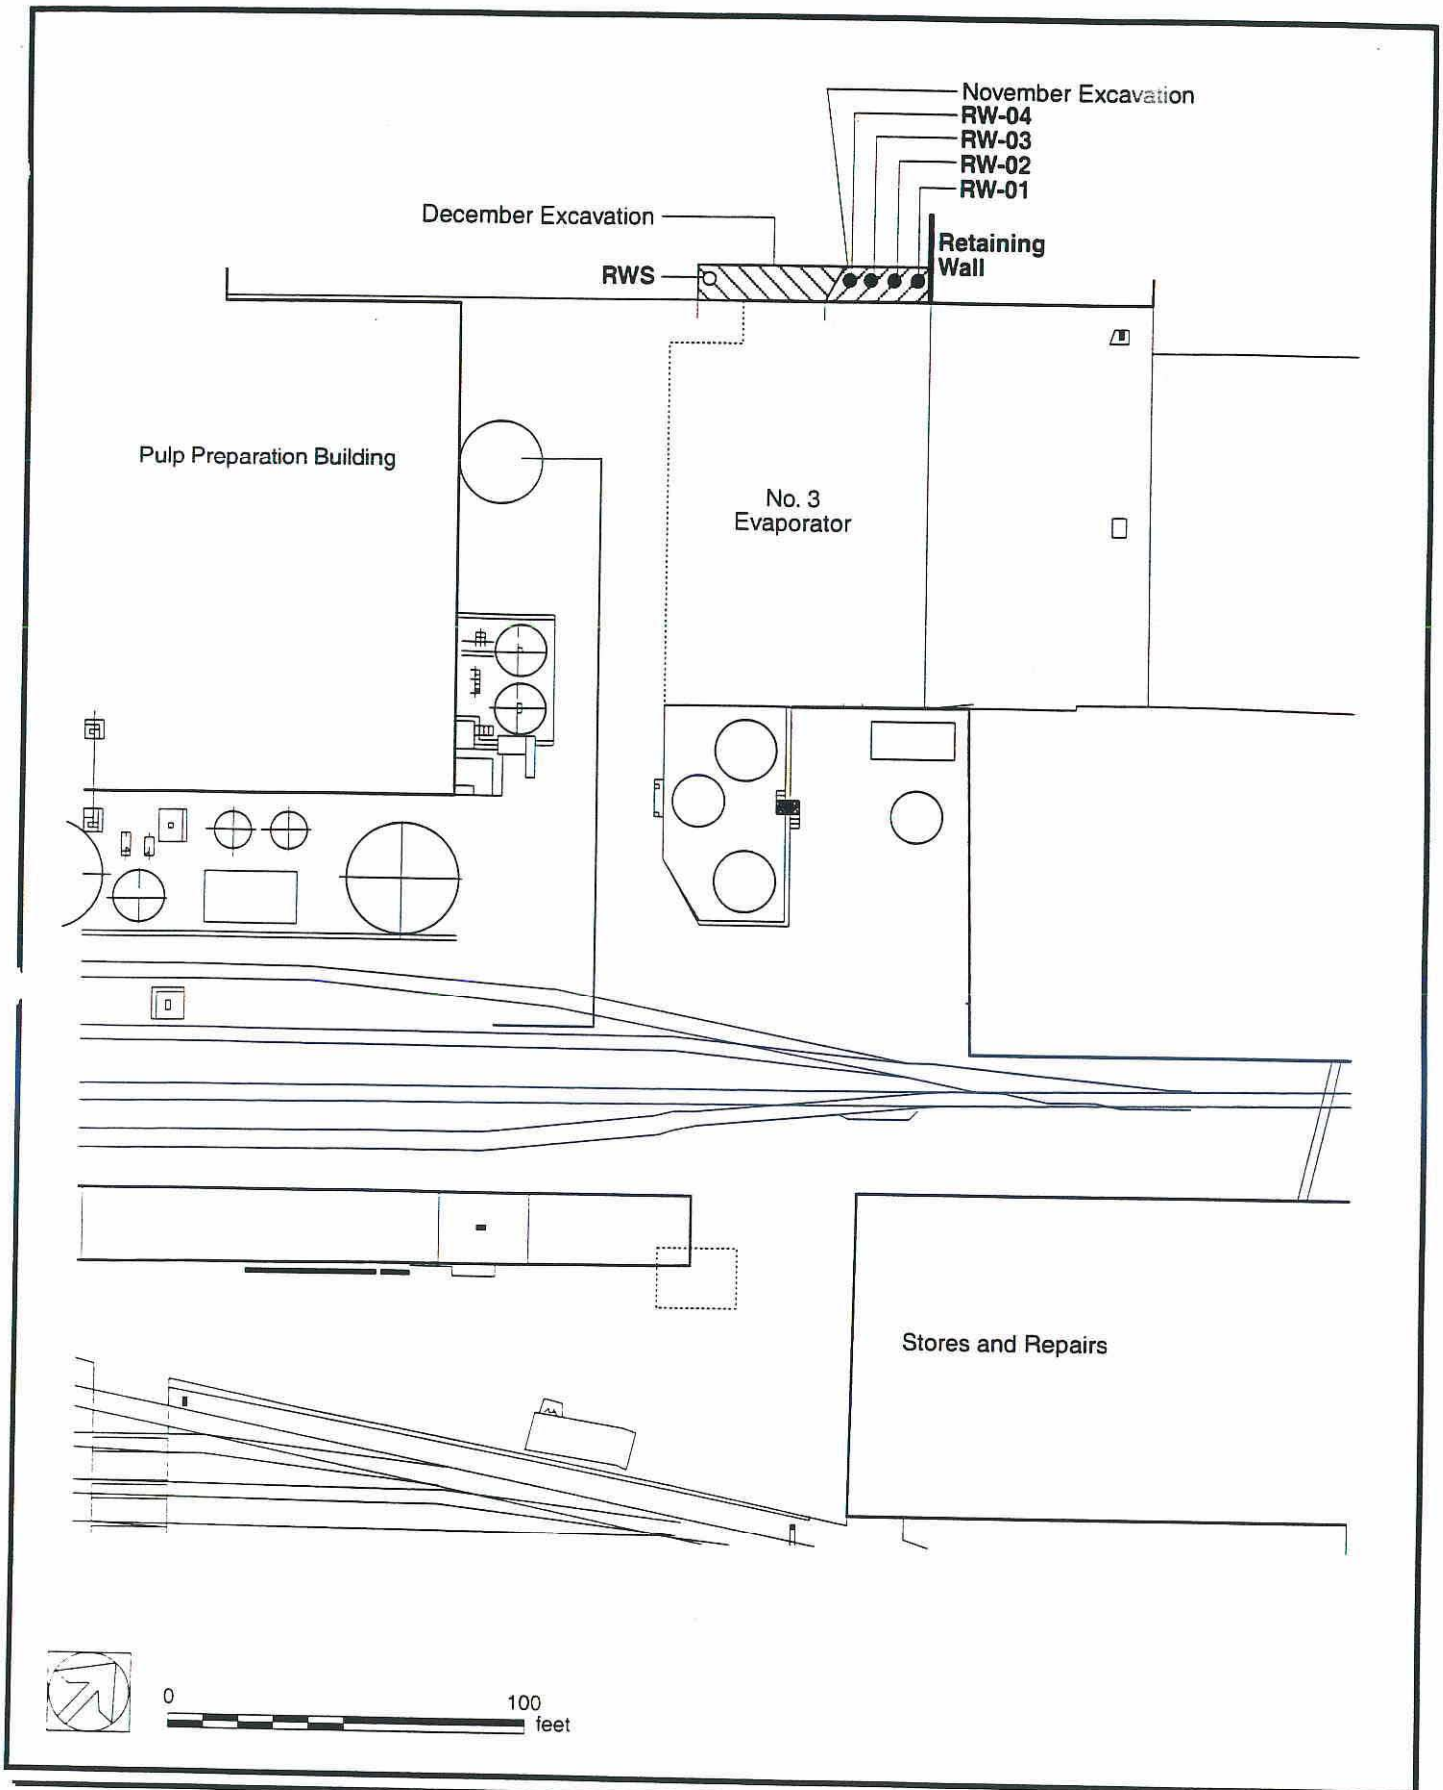 November Excavation
RW-04
RW-03
RW-02
RW-01
December Excavation
Retaining
Wall
RWS
Pulp Preparation Building
No. 3
Evaporator
Stores and Repairs
0
100
feet